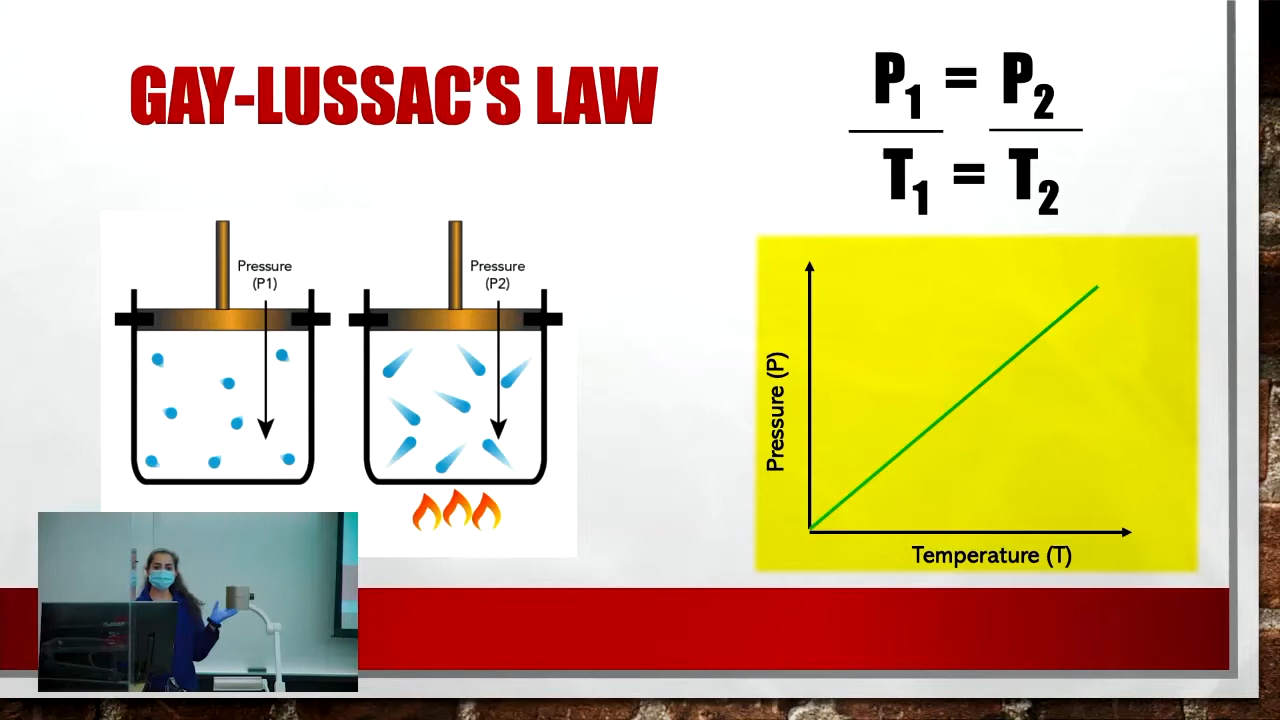 GAY-LUSSAC'S LAW
P1 = P2
T1 = T2
Pressure
(P1)
Pressure
(P2)
Pressure (P)
Temperature (T)